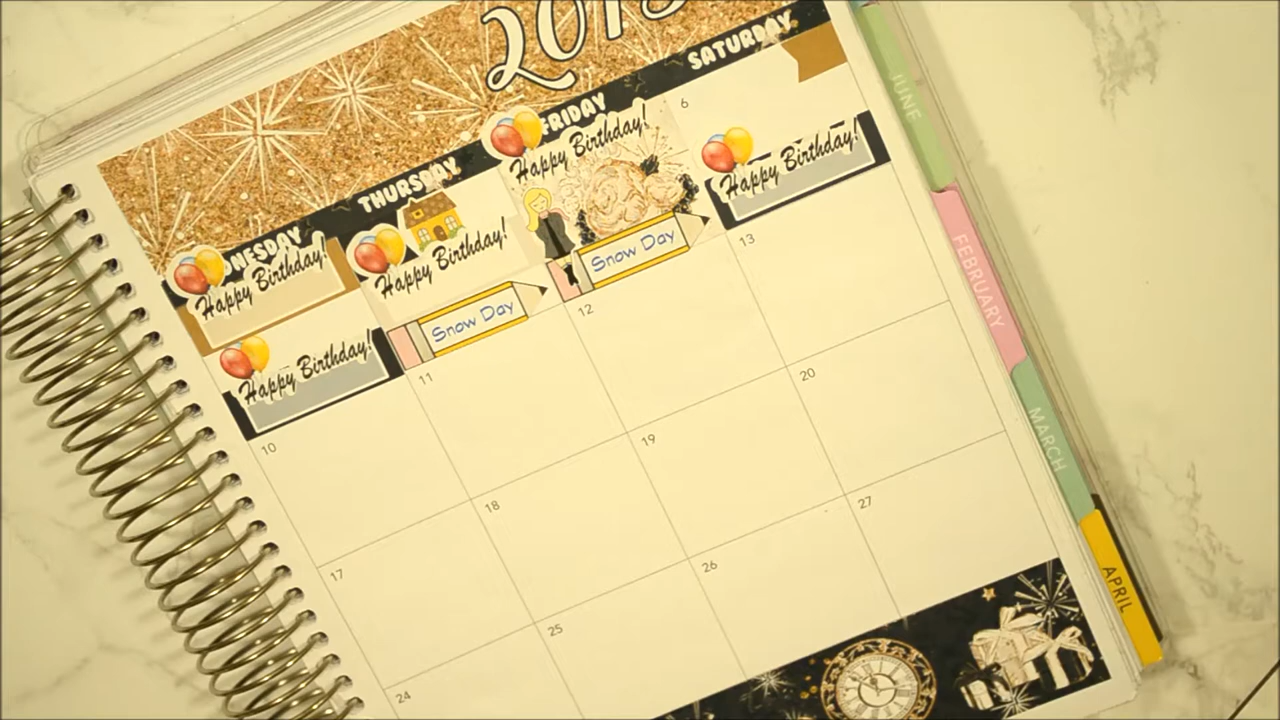 201
SATURDAY
FRIDAY
THURSDAY
NESDAY
6
Happy Birthday!
Happy Birthday!
Happy Birthday!
Happy Birthday!
Happy Birthday!
Snow Day
Snow Day
10
11
12
13
17
18
19
20
24
25
26
27
JUNE
FEBRUARY
MARCH
APRIL